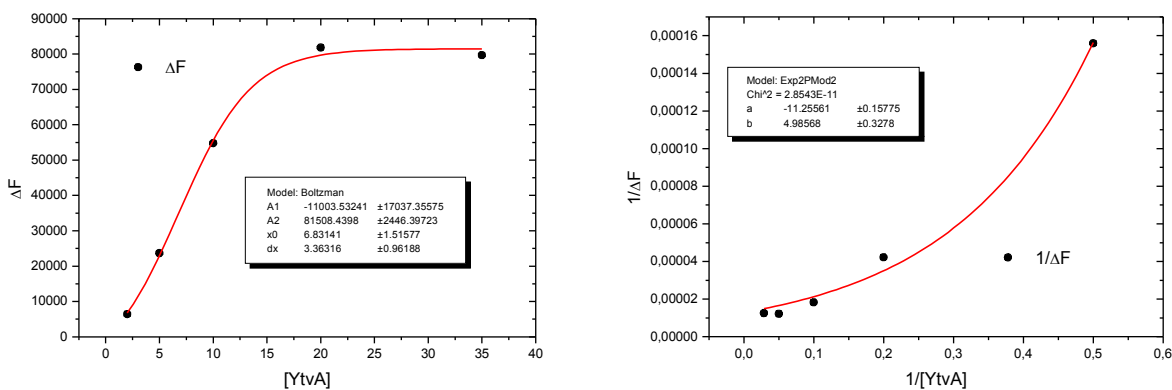 90000
80000
70000
60000
50000
40000
30000
20000
10000
0
ΔF
ΔF
Model: Boltzman
A1 -11003.53241 ±17037.35575
A2 81508.4398 ±2446.39723
x0 6.83141 ±1.51577
dx 3.36316 ±0.96188
0 5 10 15 20 25 30 35 40
[YtvA]
0,00016
0,00014
0,00012
0,00010
0,00008
0,00006
0,00004
0,00002
0,00000
1/ΔF
Model: Exp2PMod2
Chi^2 = 2.8543E-11
a -11.25561 ±0.15775
b 4.98568 ±0.3278
1/ΔF
0,0 0,1 0,2 0,3 0,4 0,5 0,6
1/[YtvA]